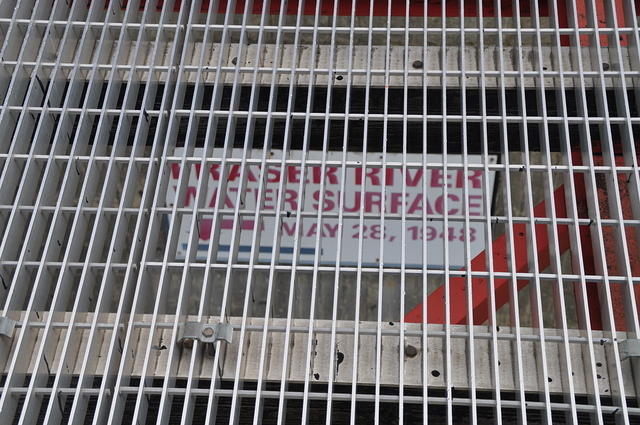 FRASER RIVER
WATER SURFACE
MAY 28, 1948